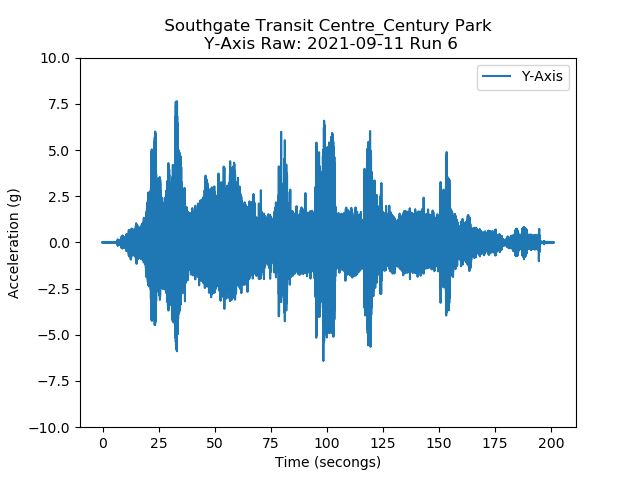 Southgate Transit Centre_Century Park
Y-Axis Raw: 2021-09-11 Run 6
Y-Axis
10.0
7.5
5.0
2.5
0.0
−2.5
−5.0
−7.5
−10.0
Acceleration (g)
0 25 50 75 100 125 150 175 200
Time (secongs)